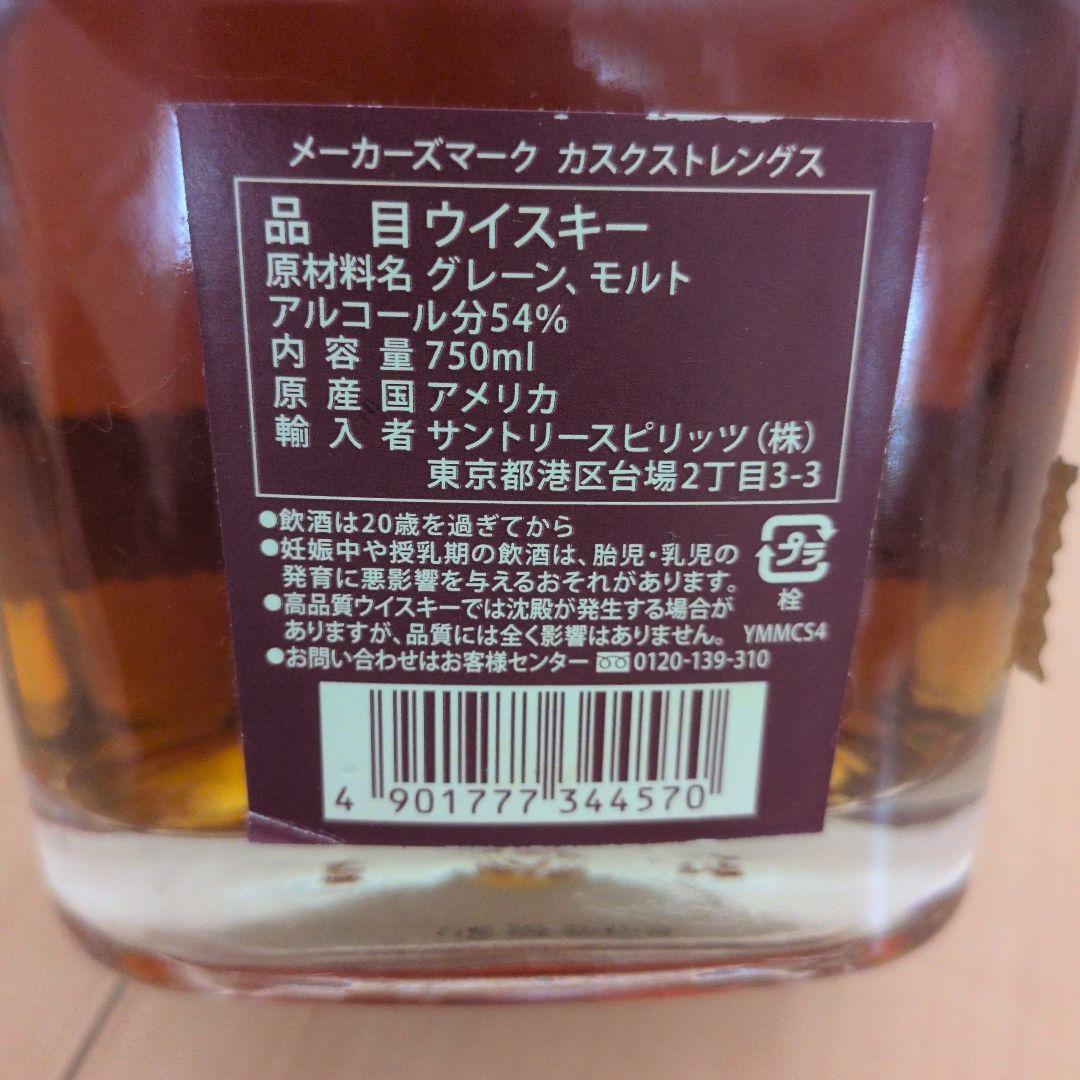 メーカーズマーク カスクストレングス
品 目 ウイスキー
原材料名 グレーン、モルト
アルコール分54%
内容量 750ml
原産国 アメリカ
輸入者 サントリースピリッツ(株)
東京都港区台場2丁目3-3
●飲酒は20歳を過ぎてから
●妊娠中や授乳期の飲酒は、胎児・乳児の
発育に悪影響を与えるおそれがあります。
●高品質ウイスキーでは沈殿が発生する場合が
ありますが、品質には全く影響はありません。 YMMCS4
●お問い合わせはお客様センター 0120-139-310
プラ
栓
4 901777 344570